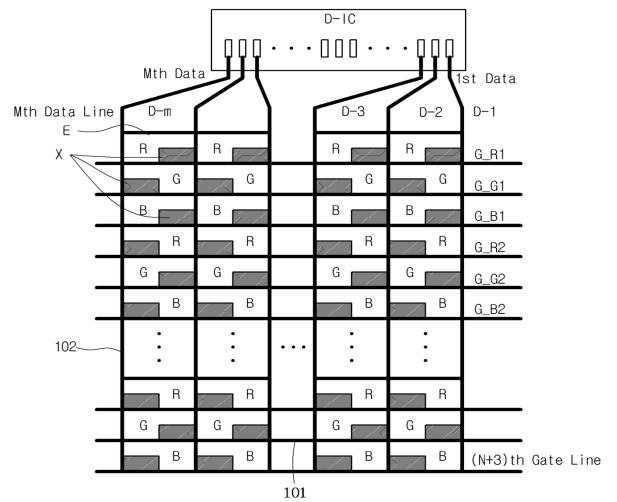 D-IC
Mth Data
1st Data
Mth Data Line
D-m
D-3
D-2
D-1
E
X
R R R R G_R1
G G G G G_G1
B B B B G_B1
R R R R G_R2
G G G G G_G2
B B B B G_B2
102
R R R R
G G G G
B B B B (N+3)th Gate Line
101